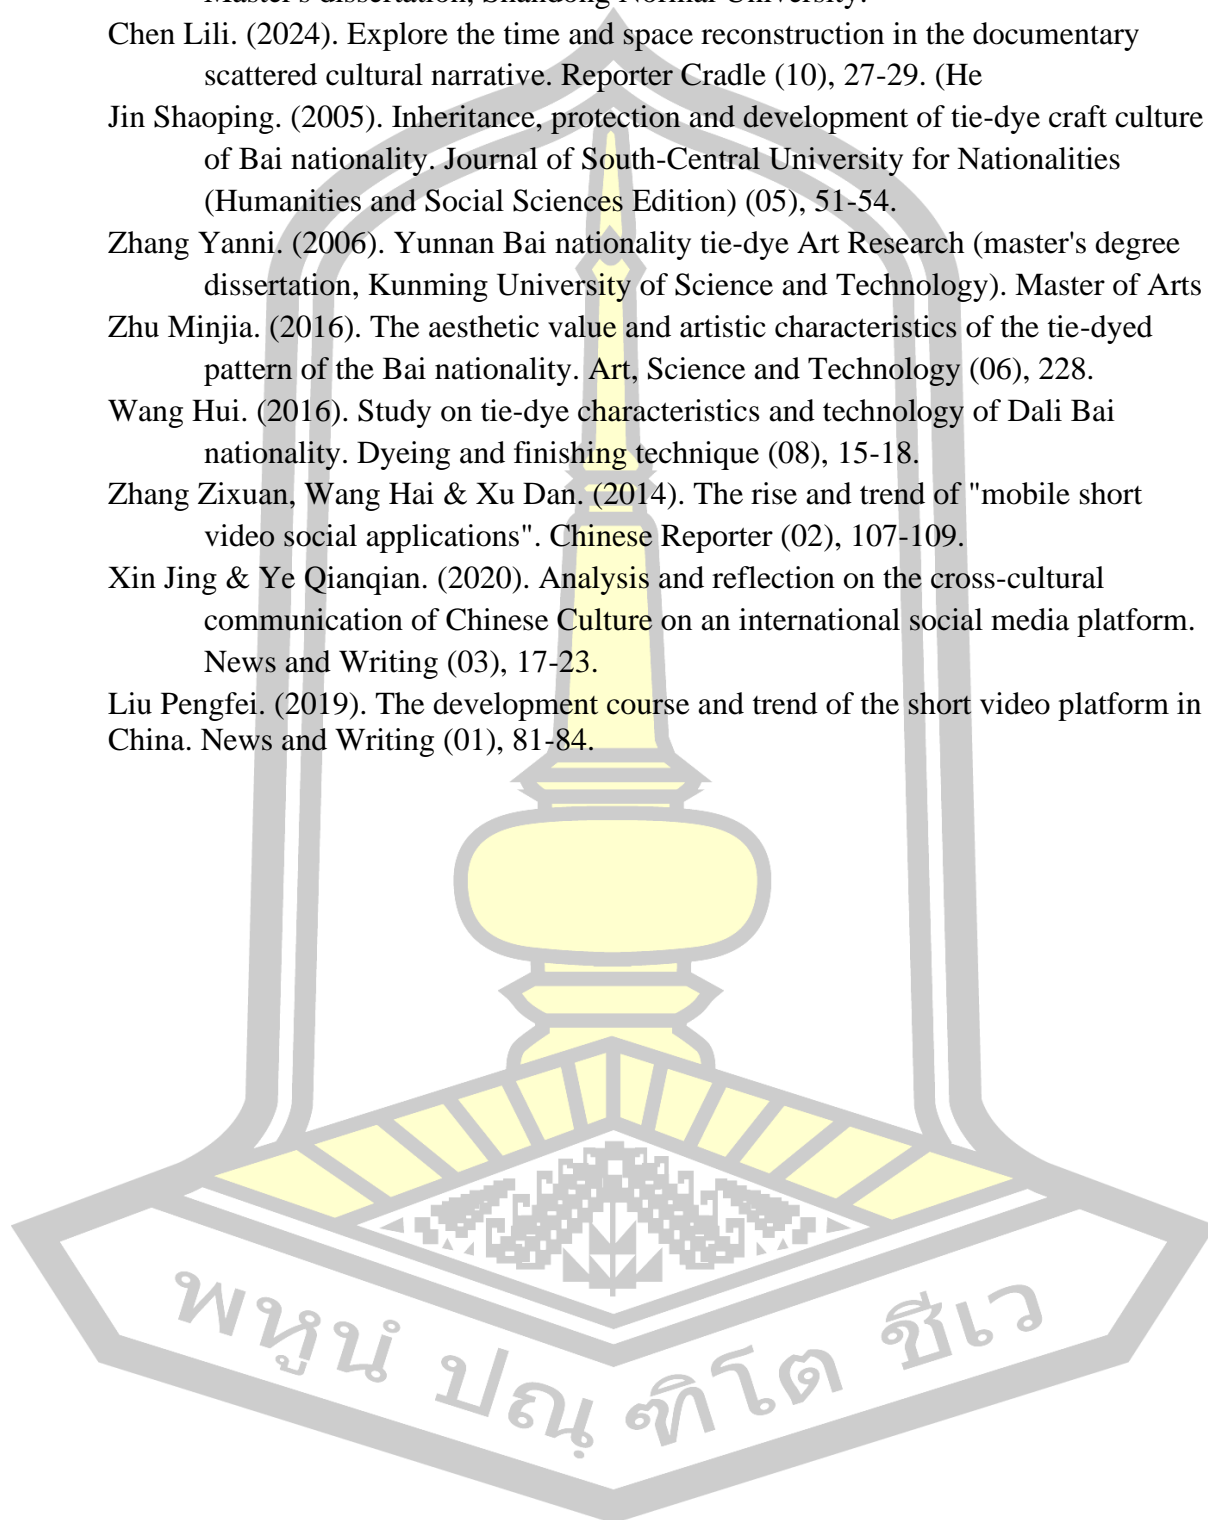 Master's dissertation, Shandong Normal University.
Chen Lili. (2024). Explore the time and space reconstruction in the documentary
scattered cultural narrative. Reporter Cradle (10), 27-29. (He
Jin Shaoping. (2005). Inheritance, protection and development of tie-dye craft culture
of Bai nationality. Journal of South-Central University for Nationalities
(Humanities and Social Sciences Edition) (05), 51-54.
Zhang Yanni. (2006). Yunnan Bai nationality tie-dye Art Research (master's degree
dissertation, Kunming University of Science and Technology). Master of Arts
Zhu Minjia. (2016). The aesthetic value and artistic characteristics of the tie-dyed
pattern of the Bai nationality. Art, Science and Technology (06), 228.
Wang Hui. (2016). Study on tie-dye characteristics and technology of Dali Bai
nationality. Dyeing and finishing technique (08), 15-18.
Zhang Zixuan, Wang Hai & Xu Dan. (2014). The rise and trend of "mobile short
video social applications". Chinese Reporter (02), 107-109.
Xin Jing & Ye Qianqian. (2020). Analysis and reflection on the cross-cultural
communication of Chinese Culture on an international social media platform.
News and Writing (03), 17-23.
Liu Pengfei. (2019). The development course and trend of the short video platform in
China. News and Writing (01), 81-84.
พหูนํ ปณฺฑิโต ชีเว